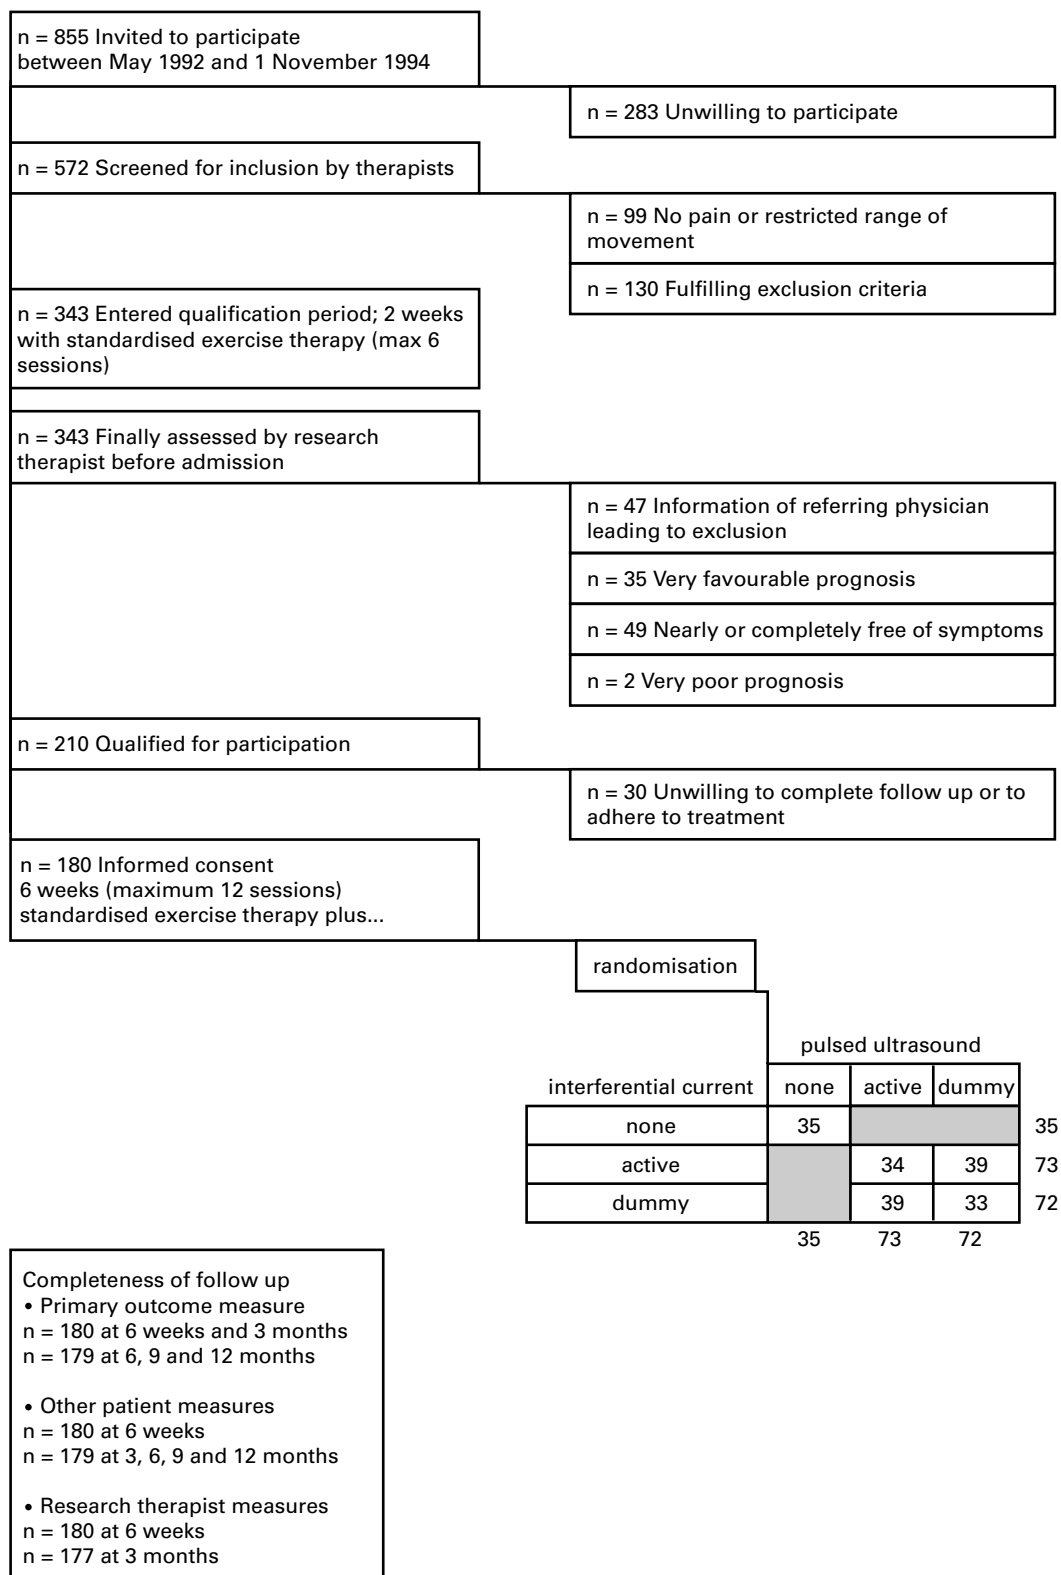 n = 855 Invited to participate
between May 1992 and 1 November 1994
n = 283 Unwilling to participate
n = 572 Screened for inclusion by therapists
n = 99 No pain or restricted range of
movement
n = 130 Fulfilling exclusion criteria
n = 343 Entered qualification period; 2 weeks
with standardised exercise therapy (max 6
sessions)
n = 343 Finally assessed by research
therapist before admission
n = 47 Information of referring physician
leading to exclusion
n = 35 Very favourable prognosis
n = 49 Nearly or completely free of symptoms
n = 2 Very poor prognosis
n = 210 Qualified for participation
n = 30 Unwilling to complete follow up or to
adhere to treatment
n = 180 Informed consent
6 weeks (maximum 12 sessions)
standardised exercise therapy plus...
randomisation
pulsed ultrasound
interferential current none active dummy
none 35 35
active 34 39 73
dummy 39 33 72
35 73 72
Completeness of follow up
• Primary outcome measure
n = 180 at 6 weeks and 3 months
n = 179 at 6, 9 and 12 months
• Other patient measures
n = 180 at 6 weeks
n = 179 at 3, 6, 9 and 12 months
• Research therapist measures
n = 180 at 6 weeks
n = 177 at 3 months